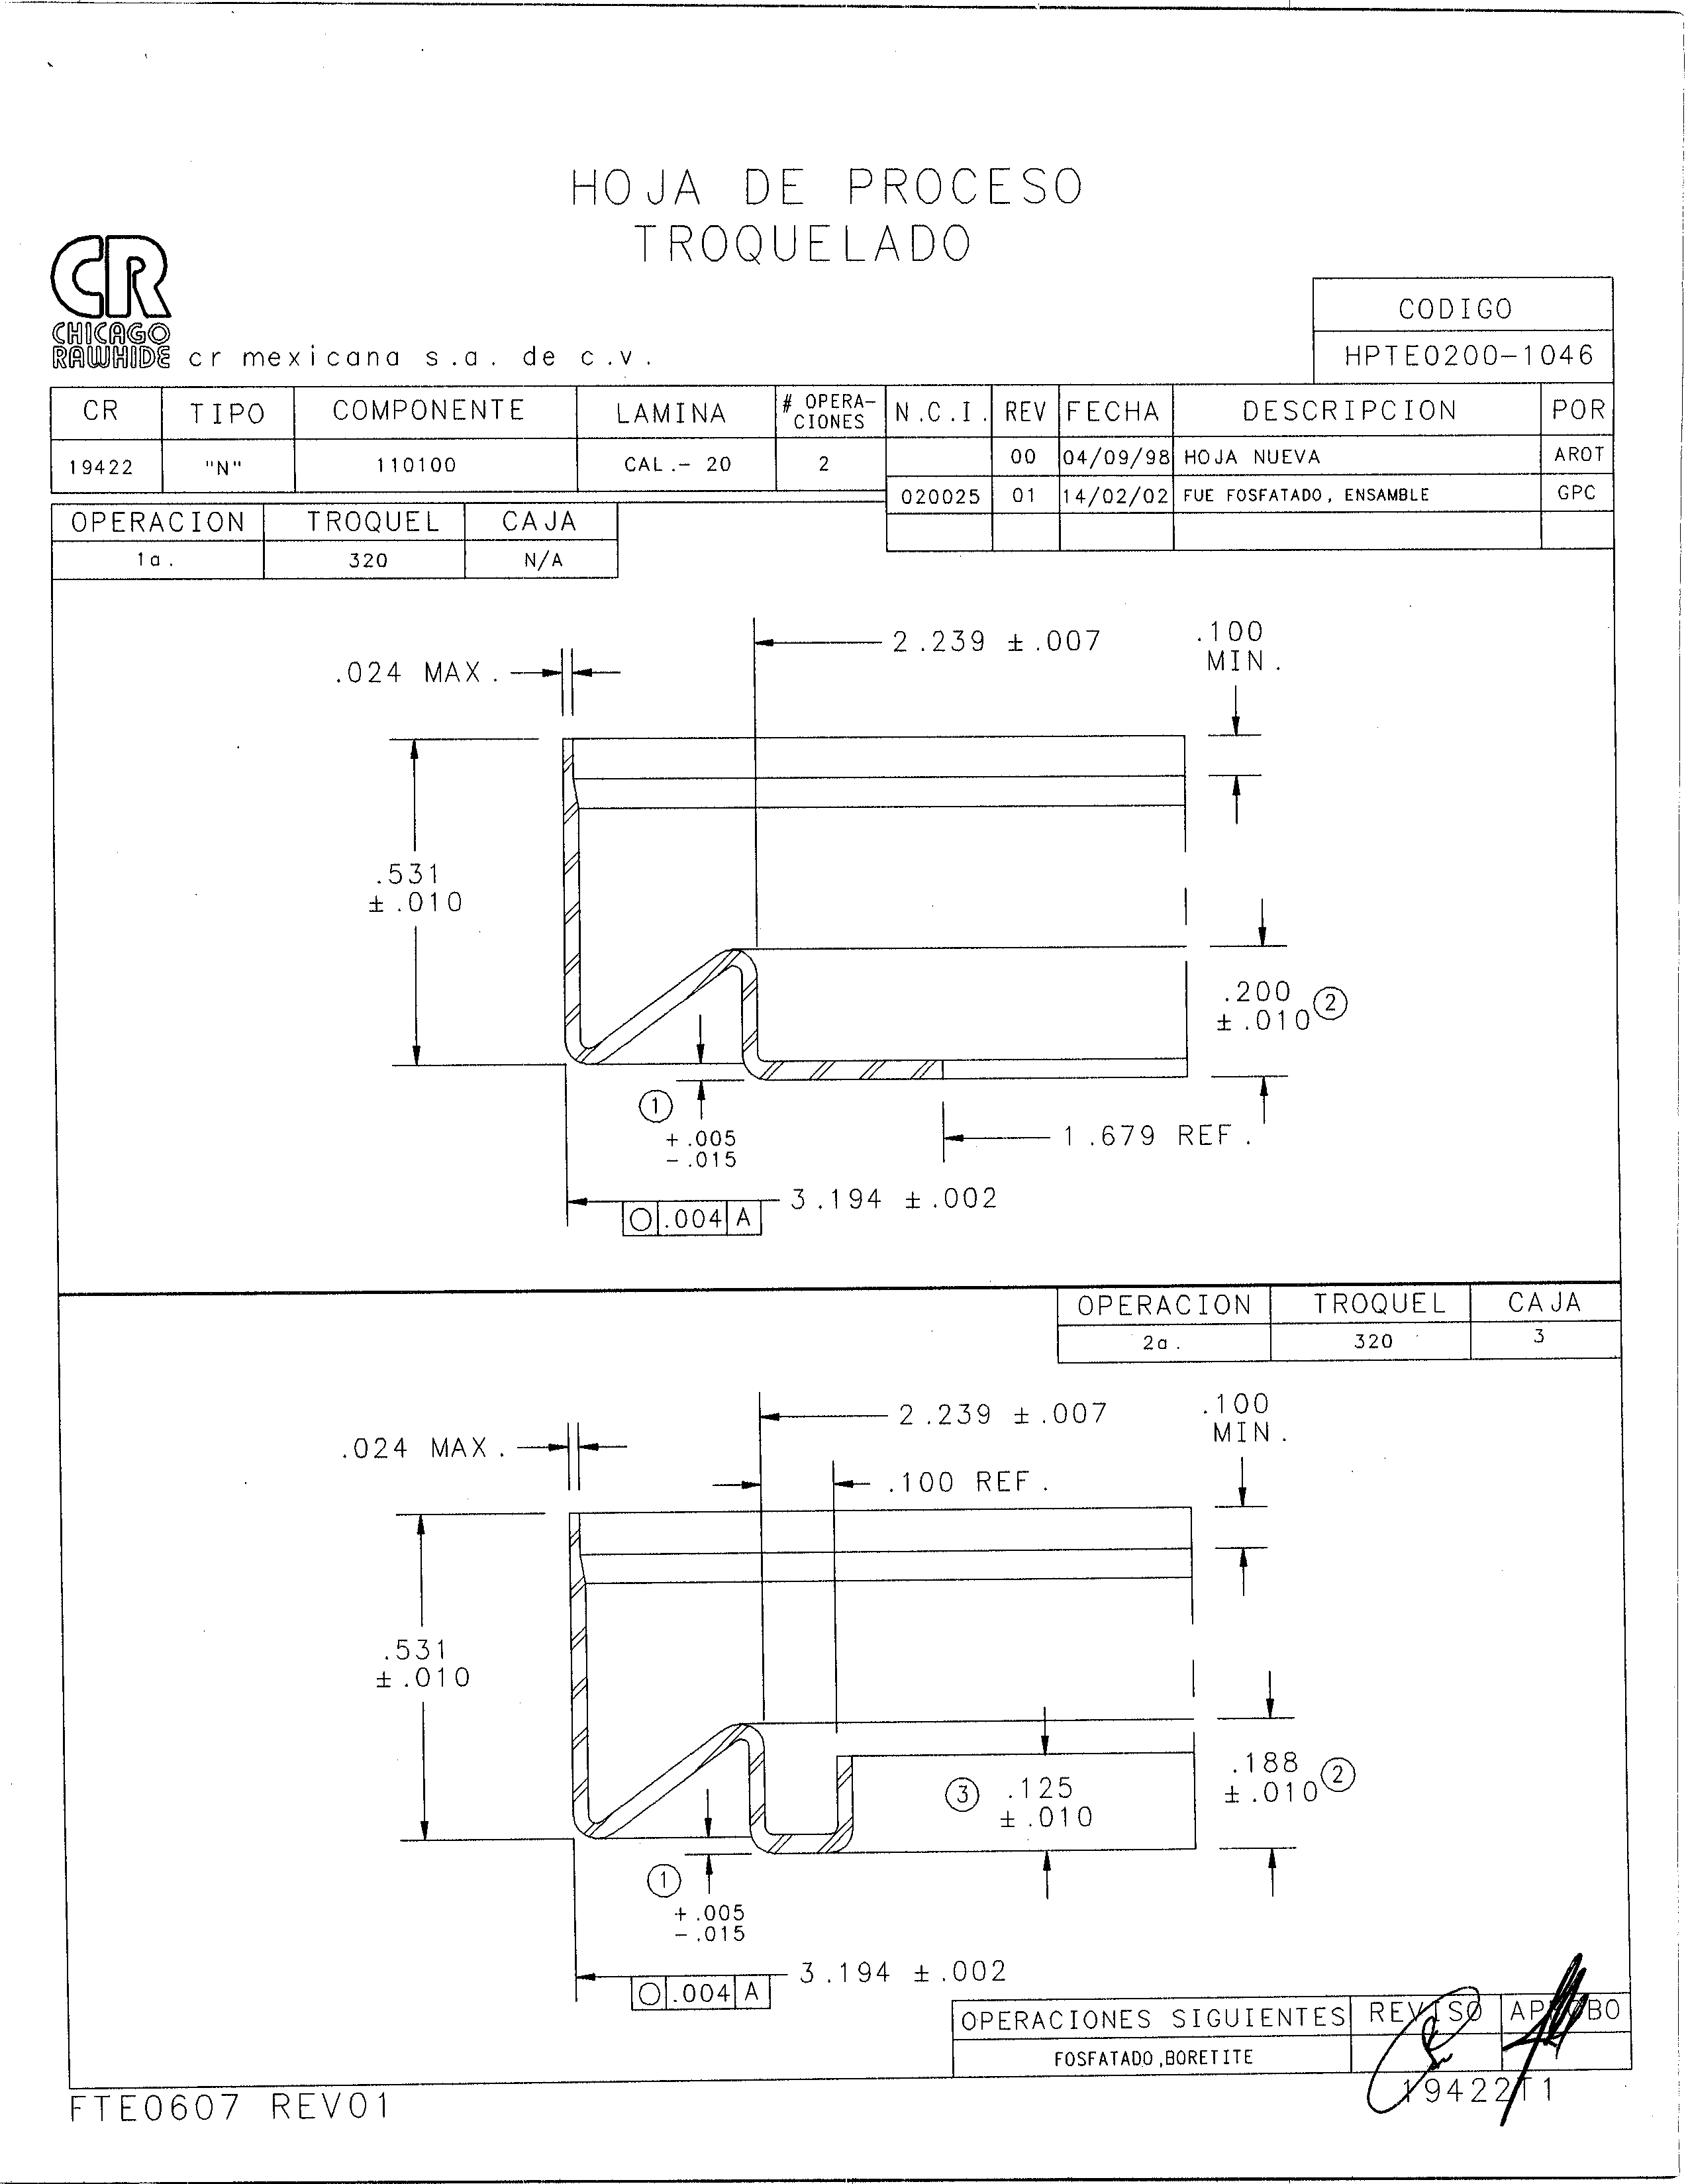 HOJA DE PROCESO
TROQUELADO
CR
CHICAGO
RAWHIDE cr mexicana s.a. de c.v.
CODIGO
HPTE0200-1046
CR TIPO COMPONENTE LAMINA # OPERA-CIONES N.C.I. REV FECHA DESCRIPCION POR
19422 "N" 110100 CAL.- 20 2 00 04/09/98 HOJA NUEVA AROT
020025 01 14/02/02 FUE FOSFATADO, ENSAMBLE GPC
OPERACION TROQUEL CAJA
1a. 320 N/A
2.239 ±.007
.100
MIN.
.024 MAX.
.531
±.010
.200
±.010 2
1
+.005
-.015
1.679 REF.
3.194 ±.002
.004 A
OPERACION TROQUEL CAJA
2a. 320 3
2.239 ±.007
.100
MIN.
.024 MAX.
.100 REF.
.531
±.010
3 .125
±.010
.188
±.010 2
1
+.005
-.015
3.194 ±.002
.004 A
OPERACIONES SIGUIENTES REVISO APROBO
FOSFATADO,BORETITE
FTE0607 REV01
19422T1